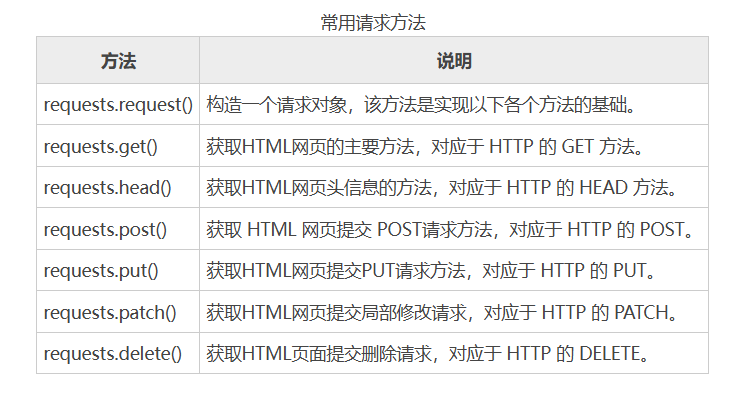 常用请求方法
方法 说明
requests.request() 构造一个请求对象，该方法是实现以下各个方法的基础。
requests.get() 获取HTML网页的主要方法，对应于 HTTP 的 GET 方法。
requests.head() 获取HTML网页头信息的方法，对应于 HTTP 的 HEAD 方法。
requests.post() 获取 HTML 网页提交 POST请求方法，对应于 HTTP 的 POST。
requests.put() 获取HTML网页提交PUT请求方法，对应于 HTTP 的 PUT。
requests.patch() 获取HTML网页提交局部修改请求，对应于 HTTP 的 PATCH。
requests.delete() 获取HTML页面提交删除请求，对应于 HTTP 的 DELETE。